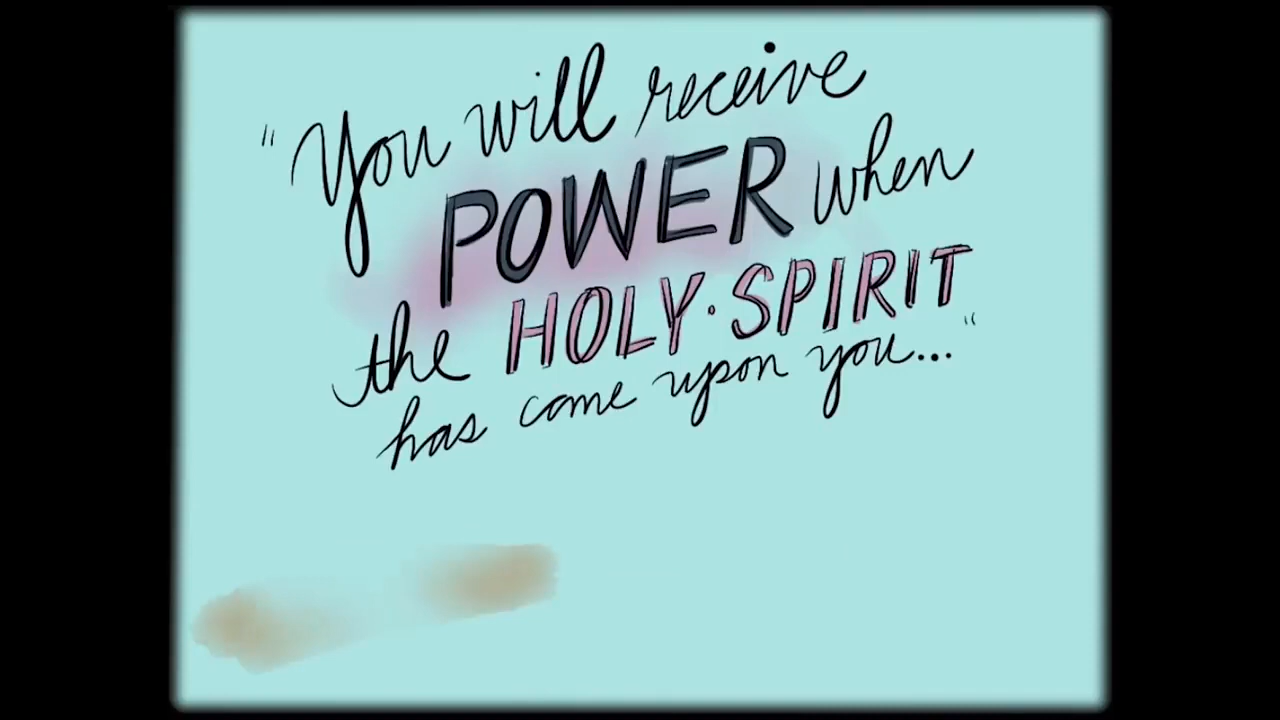 "You will receive
POWER when
the HOLY·SPIRIT
has come upon you..."